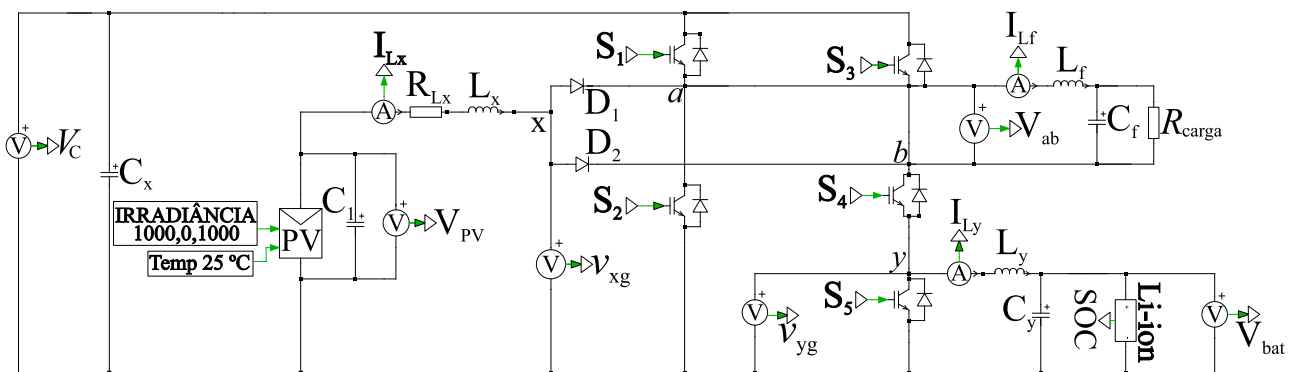 V_C
C_x
IRRADIÂNCIA
1000,0,1000
Temp 25 ºC
PV
C_1
V
V_PV
I_Lx
A
R_Lx
L_x
x
D_1
D_2
V
v_xg
S_1
a
S_2
S_3
b
S_4
y
S_5
V
v_yg
I_Ly
A
L_y
C_y
SOC
Li-ion
V
V_bat
I_Lf
A
L_f
V
V_ab
C_f
R_carga
V